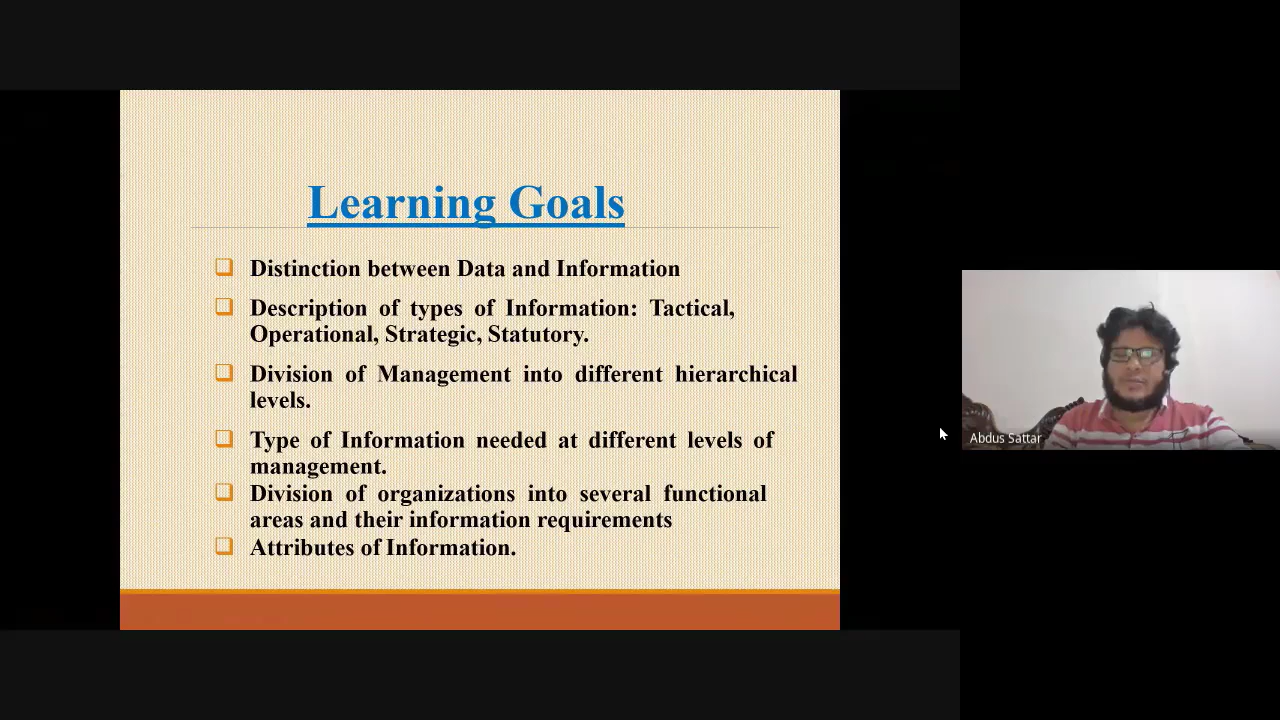 Learning Goals
Distinction between Data and Information
Description of types of Information: Tactical,
Operational, Strategic, Statutory.
Division of Management into different hierarchical
levels.
Type of Information needed at different levels of
management.
Division of organizations into several functional
areas and their information requirements
Attributes of Information.
Abdus Sattar